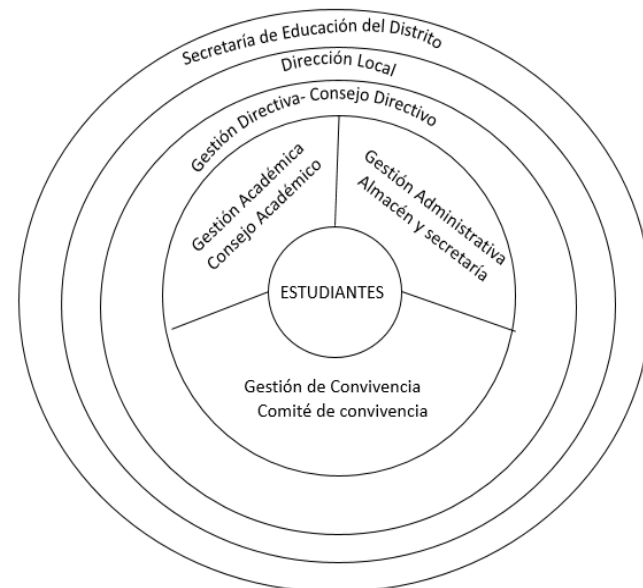 Secretaría de Educación del Distrito
Dirección Local
Gestión Directiva- Consejo Directivo
Gestión Académica
Consejo Académico
Gestión Administrativa
Almacén y secretaría
ESTUDIANTES
Gestión de Convivencia
Comité de convivencia